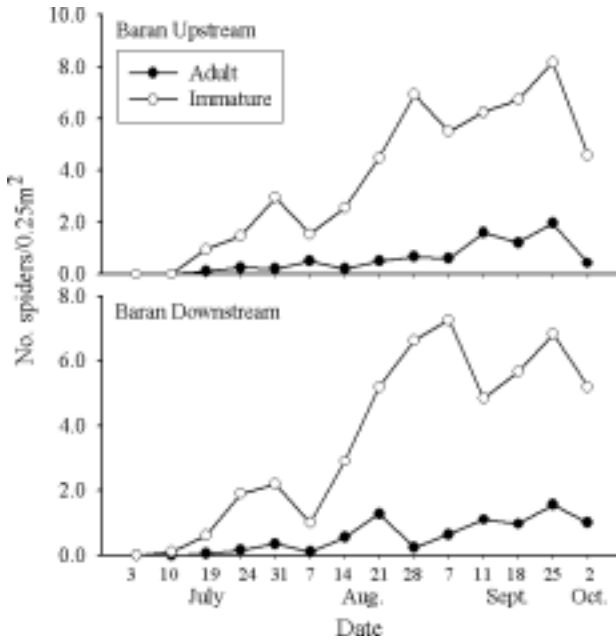 Baran Upstream
Adult
Immature
10.0
8.0
6.0
4.0
2.0
0.0
No. spiders/0.25m²
Baran Downstream
8.0
6.0
4.0
2.0
0.0
3 10 19 24 31 7 14 21 28 7 11 18 25 2
July Aug. Sept. Oct.
Date